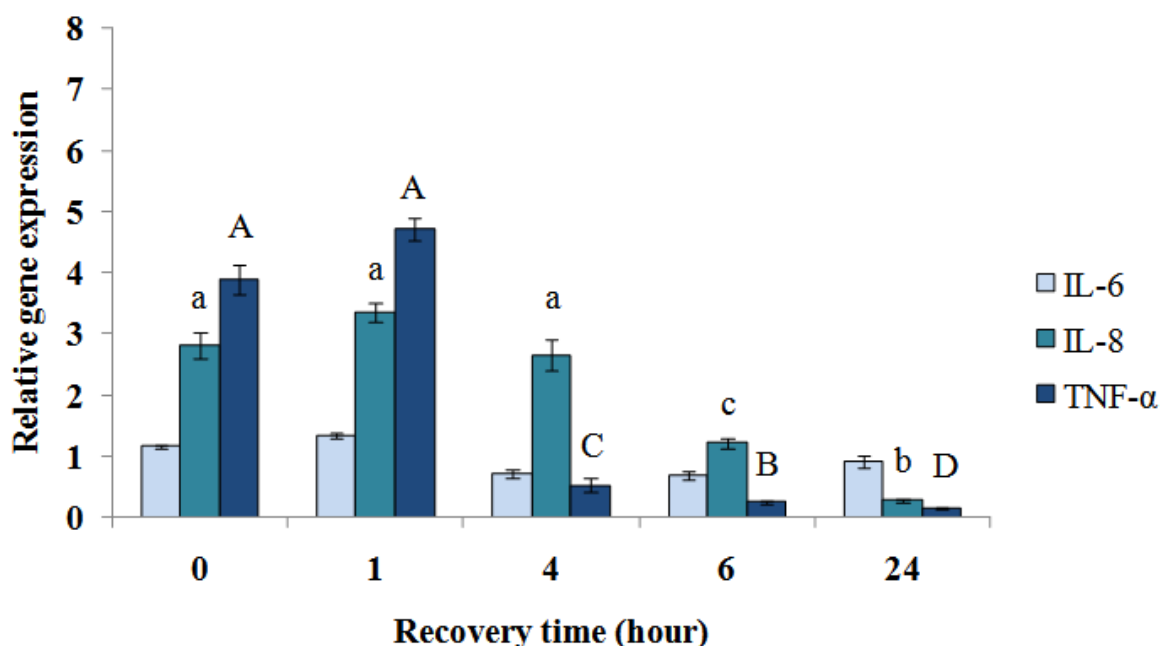 Relative gene expression
8
7
6
5
4
3
2
1
0
a A
a A
a C
c B
b D
0 1 4 6 24
Recovery time (hour)
IL-6
IL-8
TNF-α